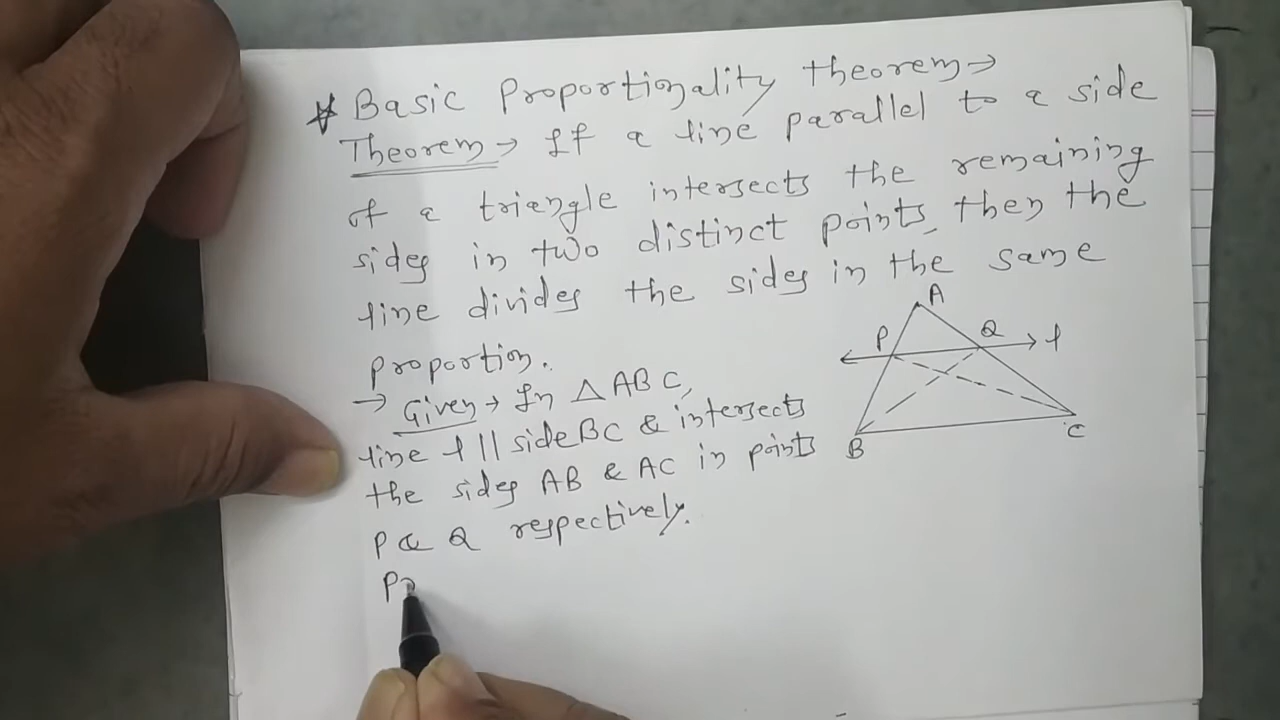 * Basic Proportionality theorem→
Theorem→ If a line parallel to a side
of a triangle intersects the remaining
sides in two distinct points, then the
line divides the sides in the same
proportion.
→ Given→ In △ABC,
line l || side BC & intersects
the sides AB & AC in points
P & Q respectively.
Pr
A
P
Q
l
B
C